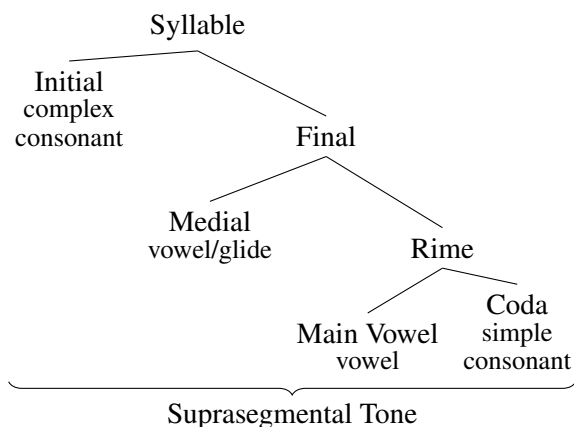 Syllable
Initial
complex
consonant
Final
Medial
vowel/glide
Rime
Main Vowel
vowel
Coda
simple
consonant
Suprasegmental Tone